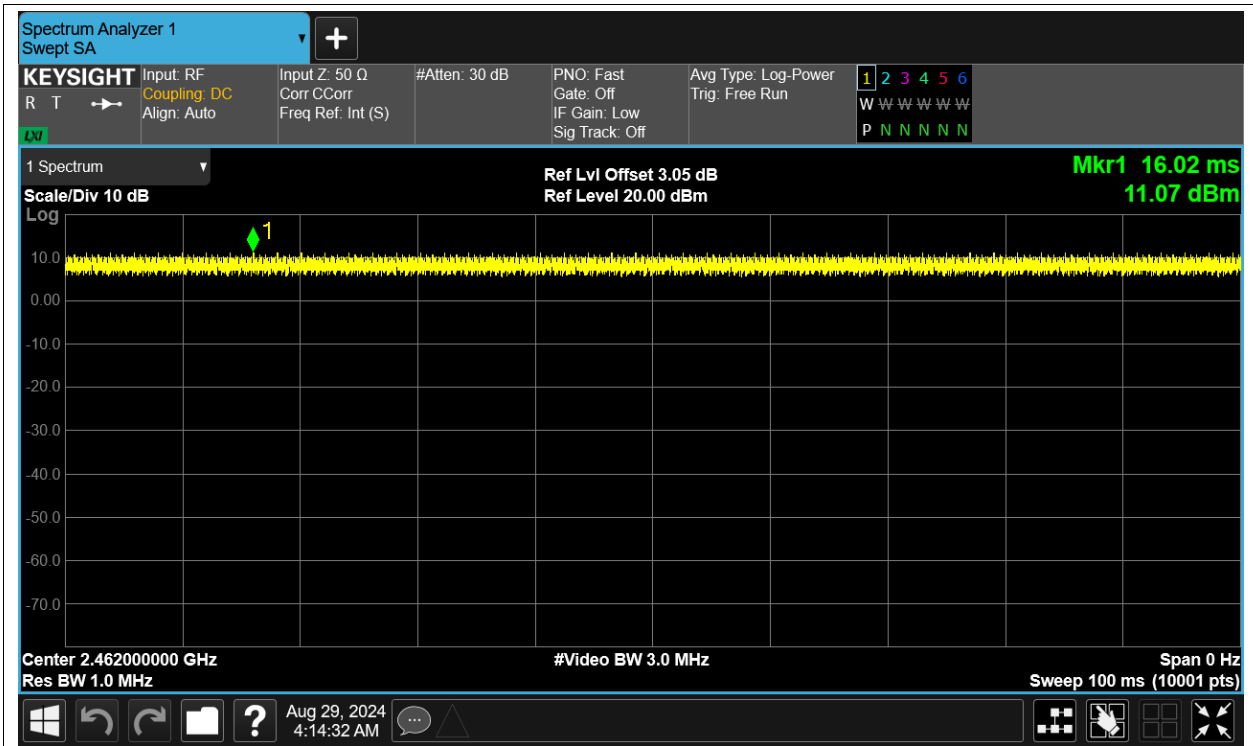 Spectrum Analyzer 1
Swept SA
KEYSIGHT
R T
LXI
Input: RF
Coupling: DC
Align: Auto
Input Z: 50 Ω
Corr CCorr
Freq Ref: Int (S)
#Atten: 30 dB
PNO: Fast
Gate: Off
IF Gain: Low
Sig Track: Off
Avg Type: Log-Power
Trig: Free Run
1 2 3 4 5 6
W W W W W W
P N N N N N
1 Spectrum
Scale/Div 10 dB
Ref Lvl Offset 3.05 dB
Ref Level 20.00 dBm
Mkr1 16.02 ms
11.07 dBm
Log
1
10.0
0.00
-10.0
-20.0
-30.0
-40.0
-50.0
-60.0
-70.0
Center 2.462000000 GHz
Res BW 1.0 MHz
#Video BW 3.0 MHz
Span 0 Hz
Sweep 100 ms (10001 pts)
?
Aug 29, 2024
4:14:32 AM